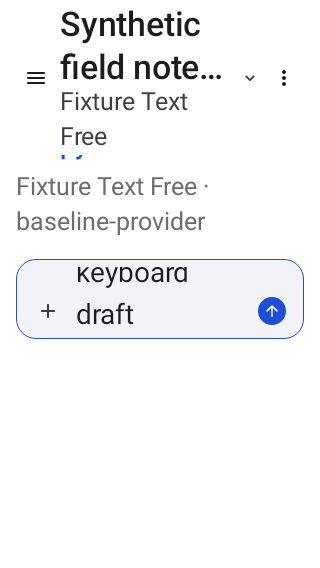 Synthetic
field note…
Fixture Text
Free
Fixture Text Free ·
baseline-provider
keyboard
draft